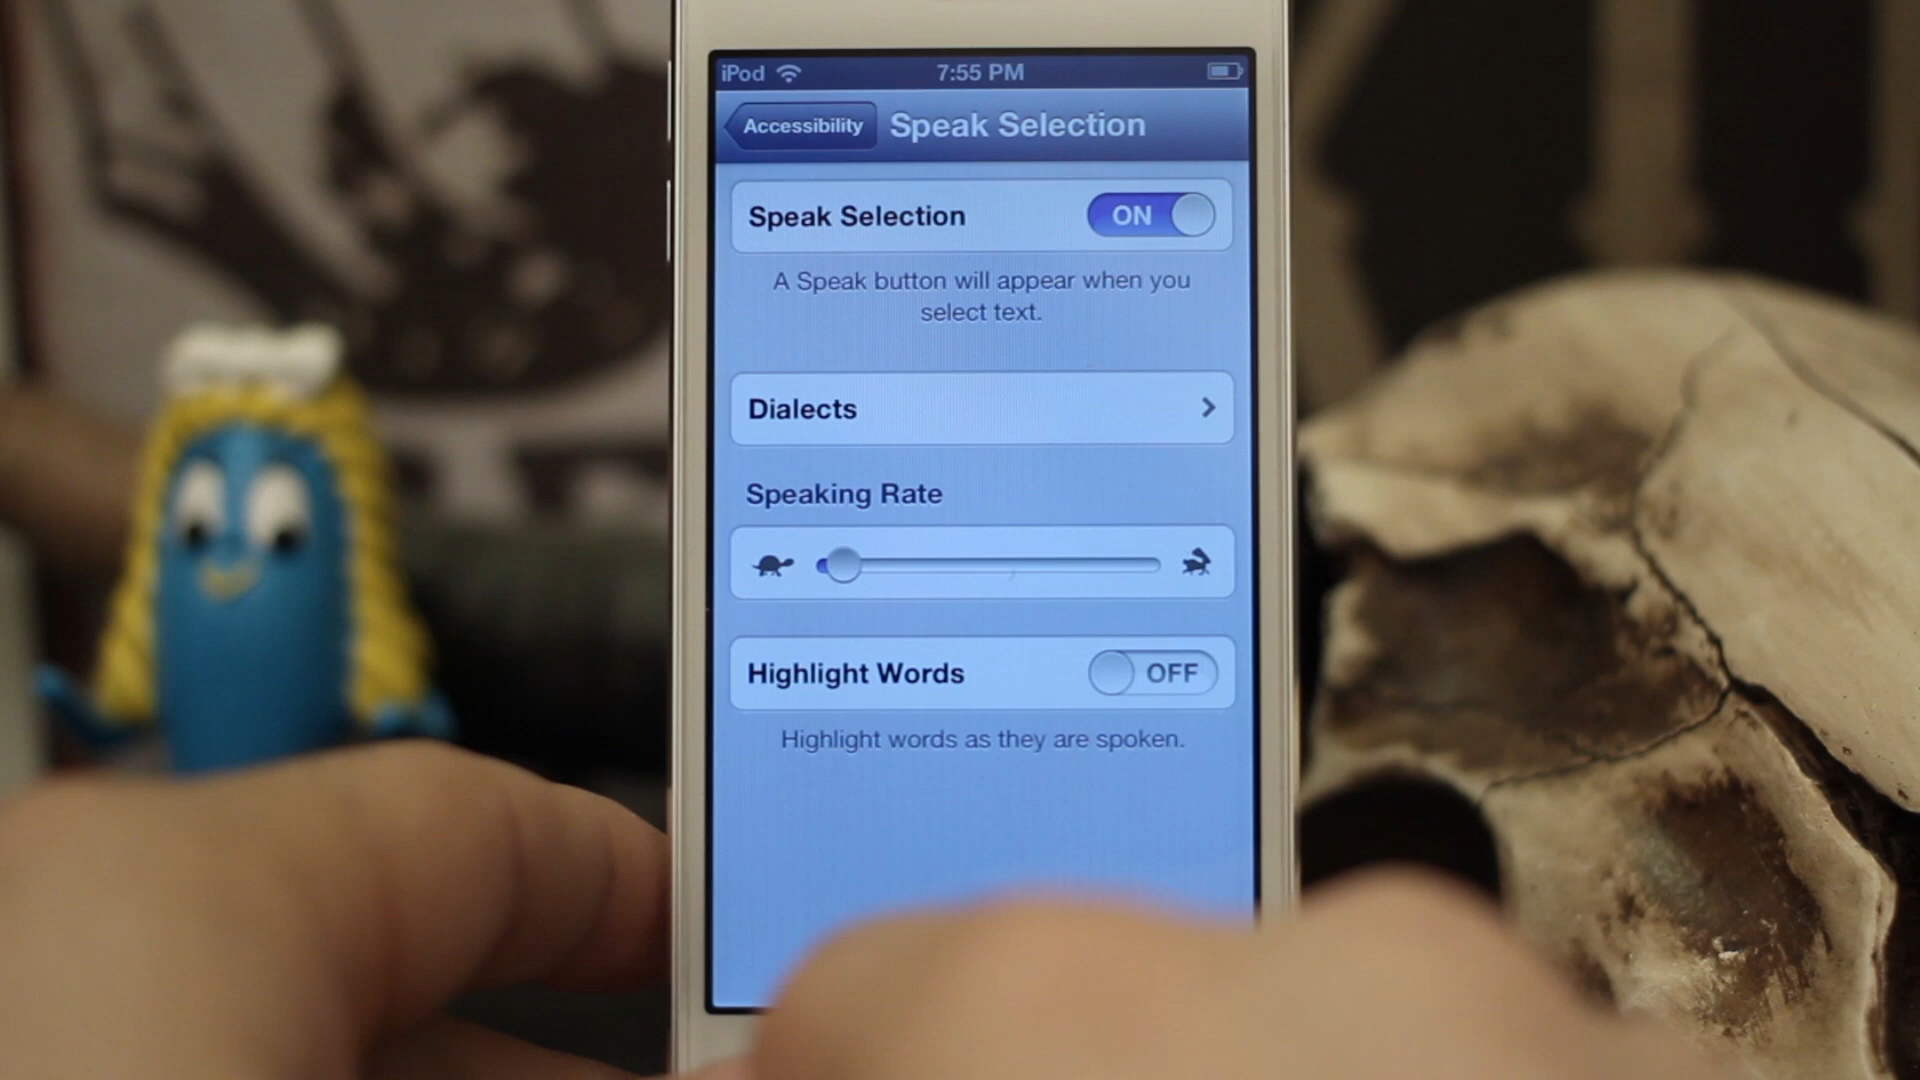 iPod 7:55 PM
Accessibility Speak Selection
Speak Selection ON
A Speak button will appear when you
select text.
Dialects
Speaking Rate
Highlight Words OFF
Highlight words as they are spoken.